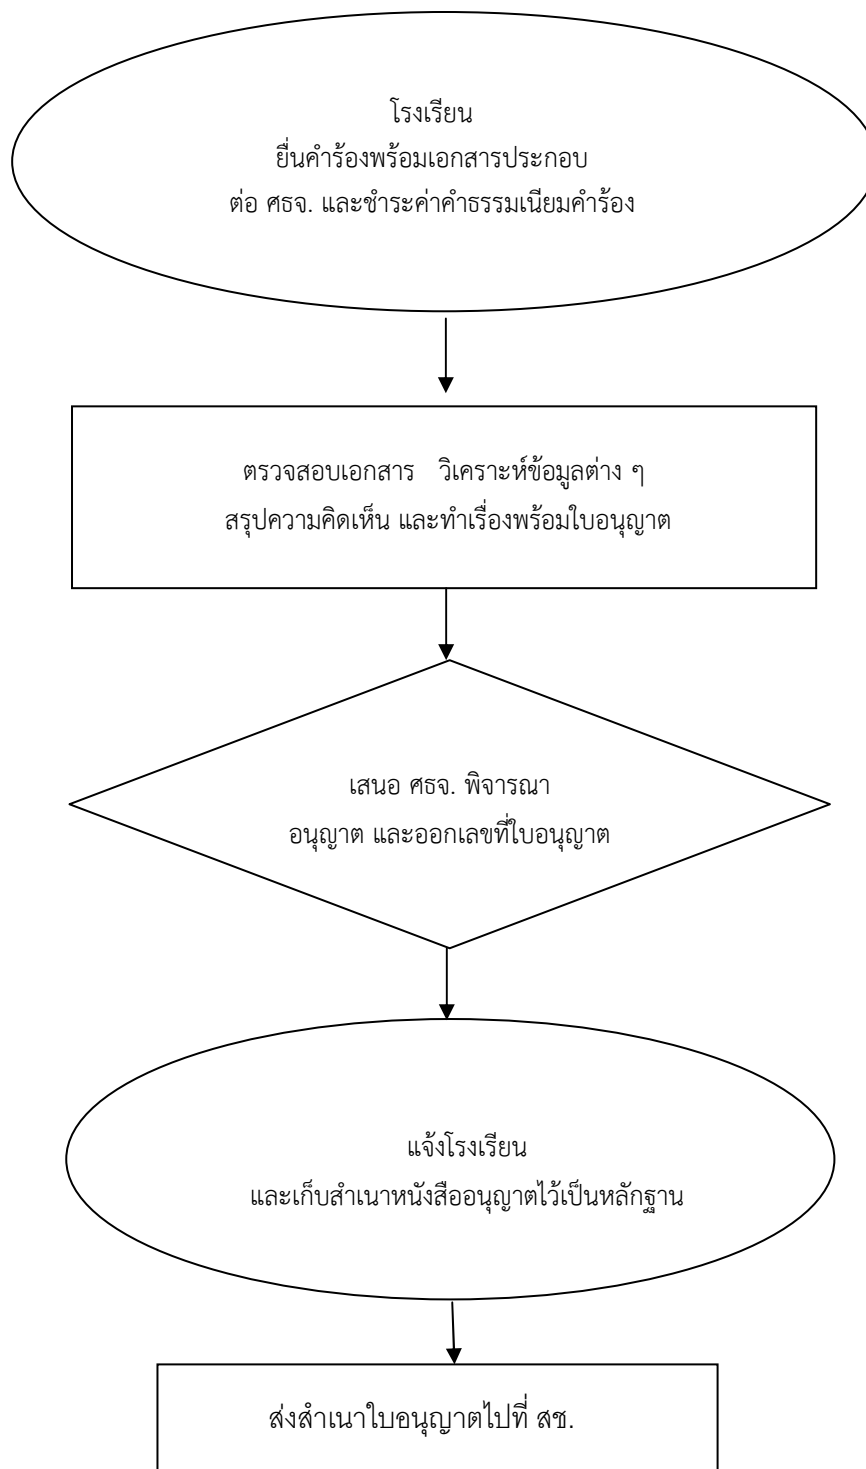 โรงเรียน
ยื่นคำร้องพร้อมเอกสารประกอบ
ต่อ ศธจ. และชำระค่าคำธรรมเนียมคำร้อง
ตรวจสอบเอกสาร วิเคราะห์ข้อมูลต่าง ๆ
สรุปความคิดเห็น และทำเรื่องพร้อมใบอนุญาต
เสนอ ศธจ. พิจารณา
อนุญาต และออกเลขที่ใบอนุญาต
แจ้งโรงเรียน
และเก็บสำเนาหนังสืออนุญาตไว้เป็นหลักฐาน
ส่งสำเนาใบอนุญาตไปที่ สช.